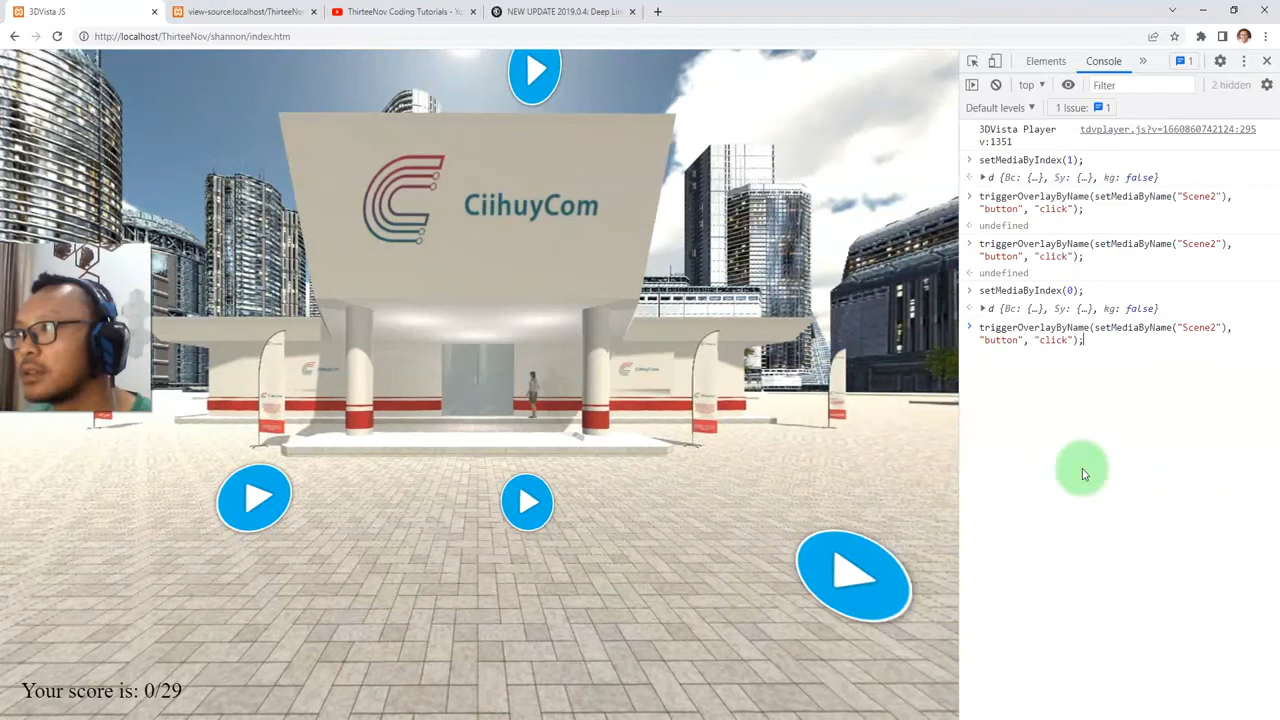 3DVista JS
view-source:localhost/ThirteeNov
ThirteeNov Coding Tutorials - Yo
NEW UPDATE 2019.0.4: Deep Lin
http://localhost/ThirteeNov/shannon/index.htm
Elements
Console
1
top
Filter
2 hidden
Default levels
1 Issue:
1
3DVista Player
v:1351
tdvplayer.js?v=1660860742124:295
setMediaByIndex(1);
d {Bc: {…}, Sy: {…}, kg: false}
triggerOverlayByName(setMediaByName("Scene2"),
"button", "click");
undefined
triggerOverlayByName(setMediaByName("Scene2"),
"button", "click");
undefined
setMediaByIndex(0);
d {Bc: {…}, Sy: {…}, kg: false}
triggerOverlayByName(setMediaByName("Scene2"),
"button", "click");
CiihuyCom
Your score is: 0/29